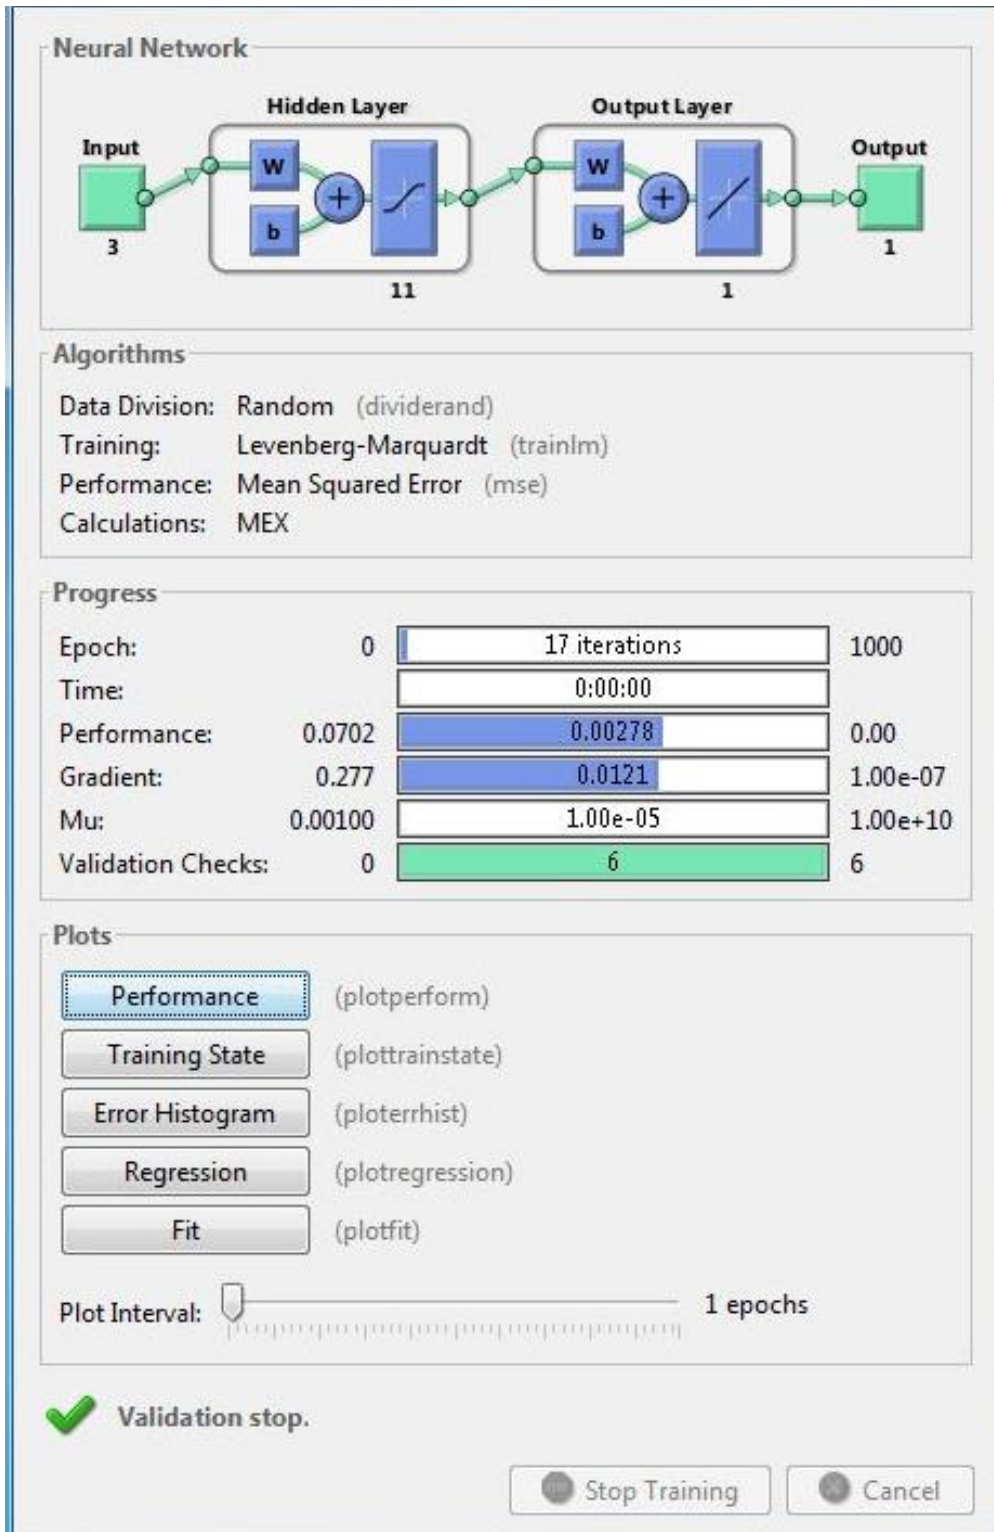 Neural Network
Hidden Layer Output Layer
Input Output
W W
b b
3 1
11 1
Algorithms
Data Division: Random (dividerand)
Training: Levenberg-Marquardt (trainlm)
Performance: Mean Squared Error (mse)
Calculations: MEX
Progress
Epoch: 0 17 iterations 1000
Time: 0:00:00
Performance: 0.0702 0.00278 0.00
Gradient: 0.277 0.0121 1.00e-07
Mu: 0.00100 1.00e-05 1.00e+10
Validation Checks: 0 6 6
Plots
Performance (plotperform)
Training State (plottrainstate)
Error Histogram (ploterrhist)
Regression (plotregression)
Fit (plotfit)
Plot Interval: 1 epochs
Validation stop.
Stop Training Cancel